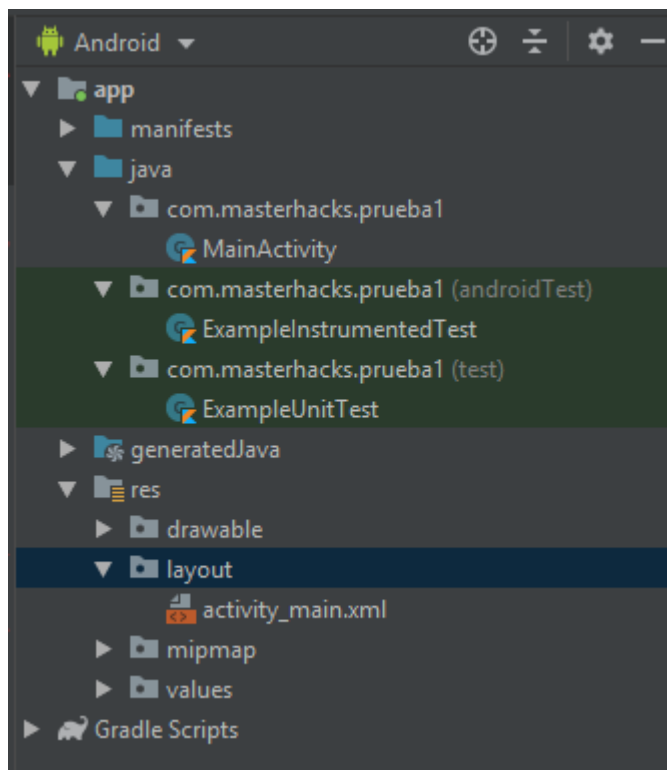 Android
app
manifests
java
com.masterhacks.prueba1
MainActivity
com.masterhacks.prueba1 (androidTest)
ExampleInstrumentedTest
com.masterhacks.prueba1 (test)
ExampleUnitTest
generatedJava
res
drawable
layout
activity_main.xml
mipmap
values
Gradle Scripts